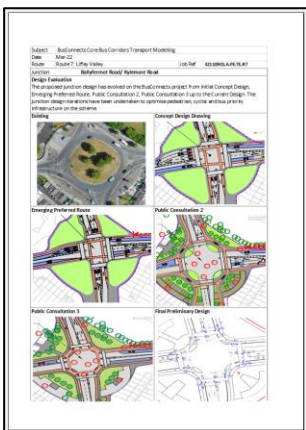 Subject BusConnects Core Bus Corridors Transport Modelling
Date Mar-22
Route Route 7: Liffey Valley Job Ref
Junction Ballyfermot Road/ Kylemore Road
Design Evaluation
The proposed junction design has evolved on the BusConnects project from Initial Concept Design,
Emerging Preferred Route, Public Consultation 2, Public Consultation 3 up to the Current Design. The
junction design iterations have been undertaken to optimise pedestrian, cyclist and bus priority
infrastructure on the scheme.
Existing Concept Design Drawing
Emerging Preferred Route Public Consultation 2
Public Consultation 3 Final Preliminary Design